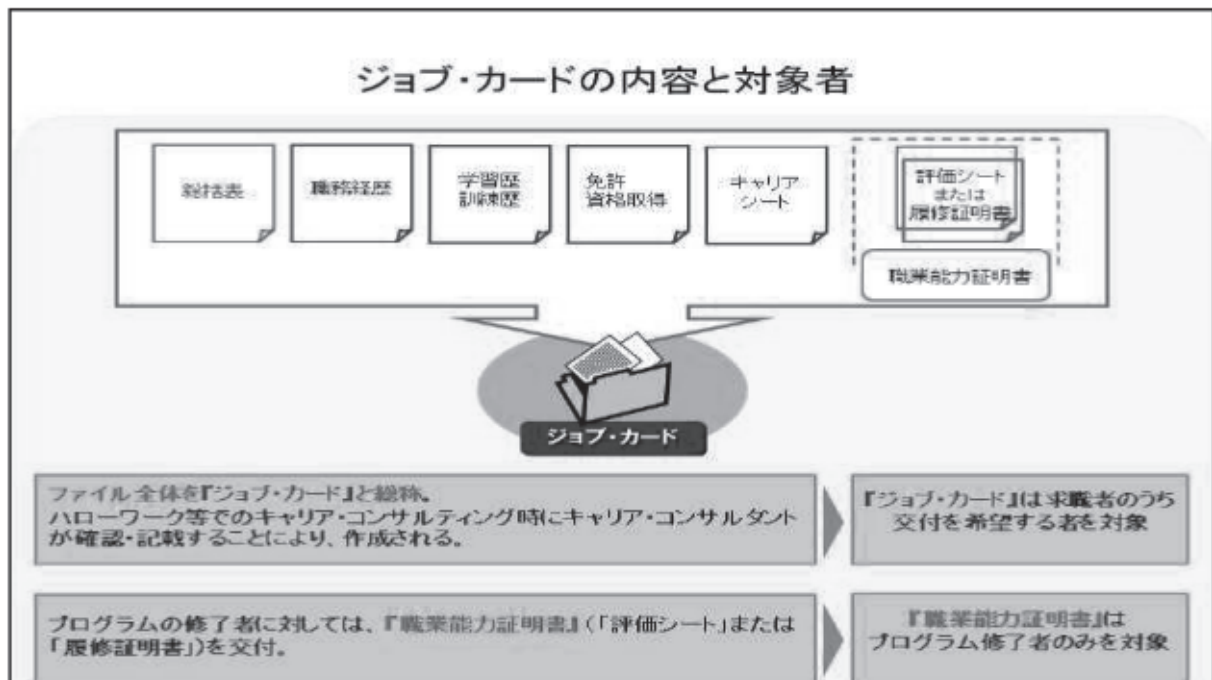 ジョブ・カードの内容と対象者
総括表
職務経歴
学習歴
訓練歴
免許
資格取得
キャリア
シート
評価シート
または
履修証明書
職業能力証明書
ジョブ・カード
ファイル全体を『ジョブ・カード』と総称。
ハローワーク等でのキャリア・コンサルティング時にキャリア・コンサルタント
が確認・記載することにより、作成される。
『ジョブ・カード』は求職者のうち
交付を希望する者を対象
プログラムの修了者に対しては、『職業能力証明書』（「評価シート」または
「履修証明書」）を交付。
『職業能力証明書』は
プログラム修了者のみを対象